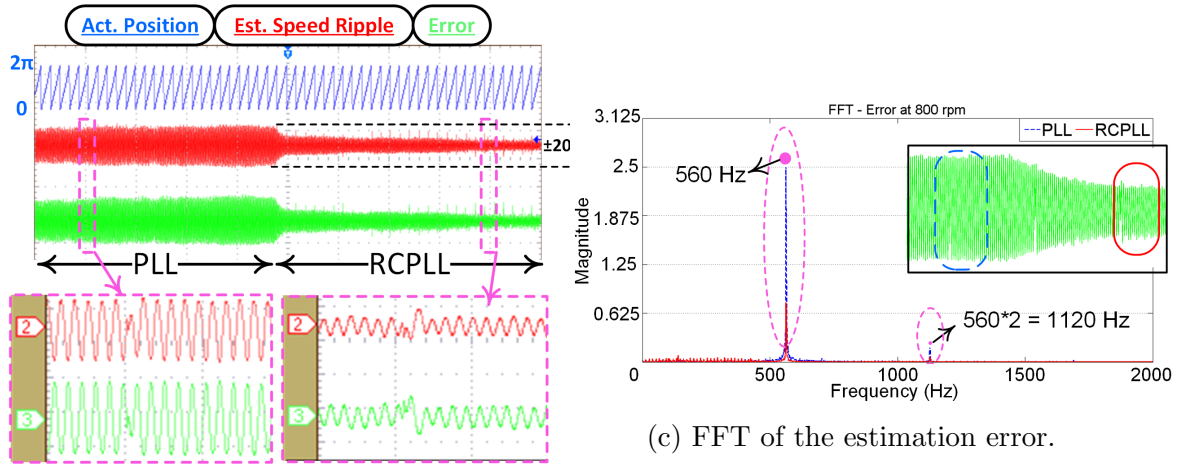 Act. Position Est. Speed Ripple Error
2π
0
±20
PLL RCPLL
2
3
2
3
FFT - Error at 800 rpm
PLL RCPLL
3.125
2.5
1.875
1.25
0.625
Magnitude
560 Hz
560*2 = 1120 Hz
0 500 1000 1500 2000
Frequency (Hz)
(c) FFT of the estimation error.